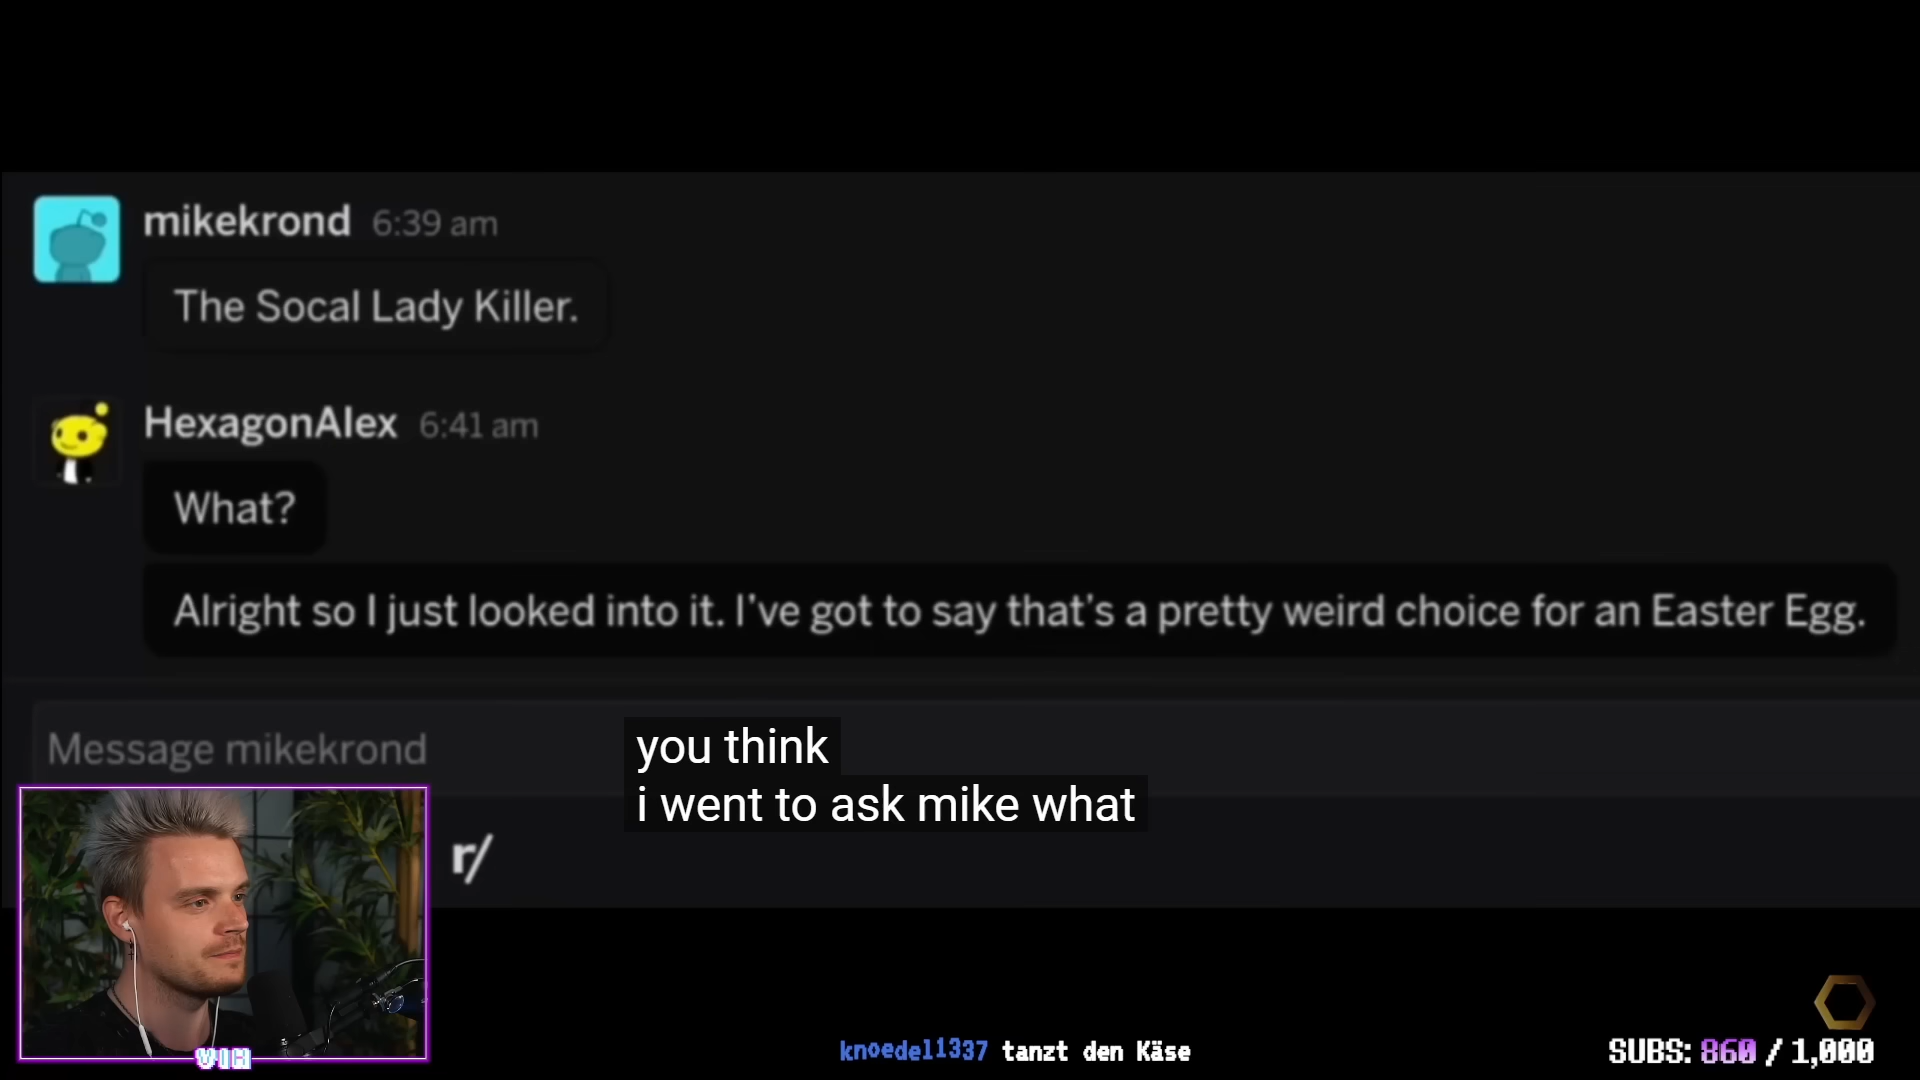 mikekrond 6:39 am
The Socal Lady Killer.
HexagonAlex 6:41 am
What?
Alright so I just looked into it. I've got to say that's a pretty weird choice for an Easter Egg.
Message mikekrond
you think
i went to ask mike what
r/
knoedel1337 tanzt den Käse
SUBS: 860 / 1,000